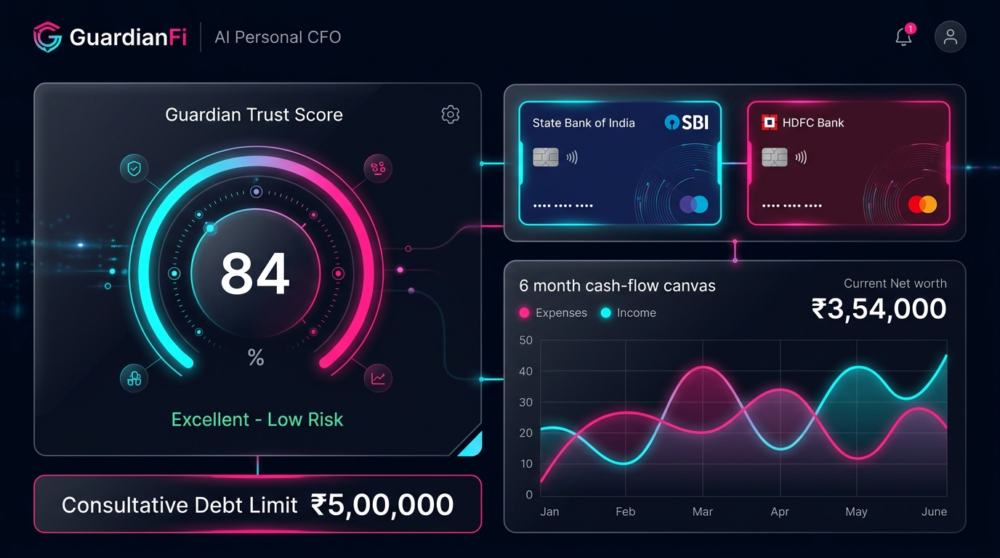 GuardianFi
AI Personal CFO
1
Guardian Trust Score
84
%
Excellent - Low Risk
Consultative Debt Limit ₹5,00,000
State Bank of India
SBI
•••• •••• ••••
HDFC Bank
•••• •••• ••••
6 month cash-flow canvas
Expenses
Income
Current Net worth
₹3,54,000
50
40
30
20
10
0
Jan Feb Mar Apr May June